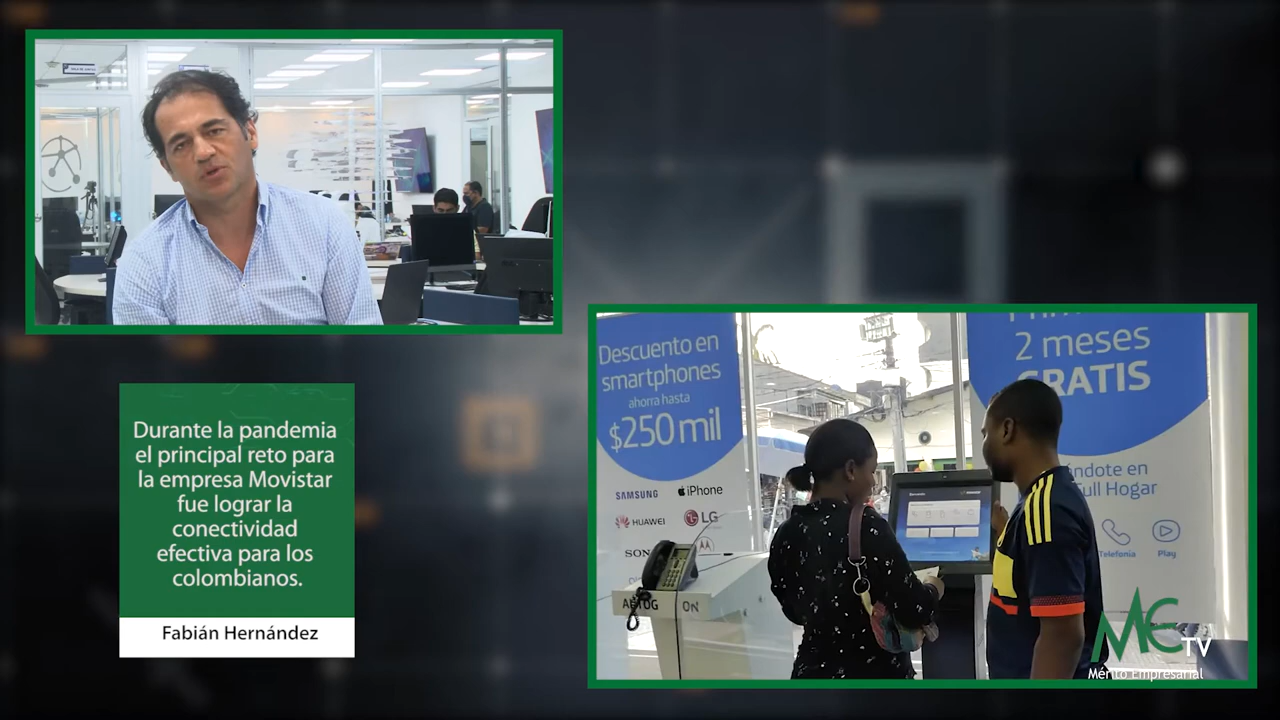 Durante la pandemia
el principal reto para
la empresa Movistar
fue lograr la
conectividad
efectiva para los
colombianos.
Fabián Hernández
Descuento en
smartphones
ahorra hasta
$250 mil
SAMSUNG
iPhone
HUAWEI
LG
2 meses
GRATIS
Full Hogar
Telefonía
Play
METV
Mérito Empresarial